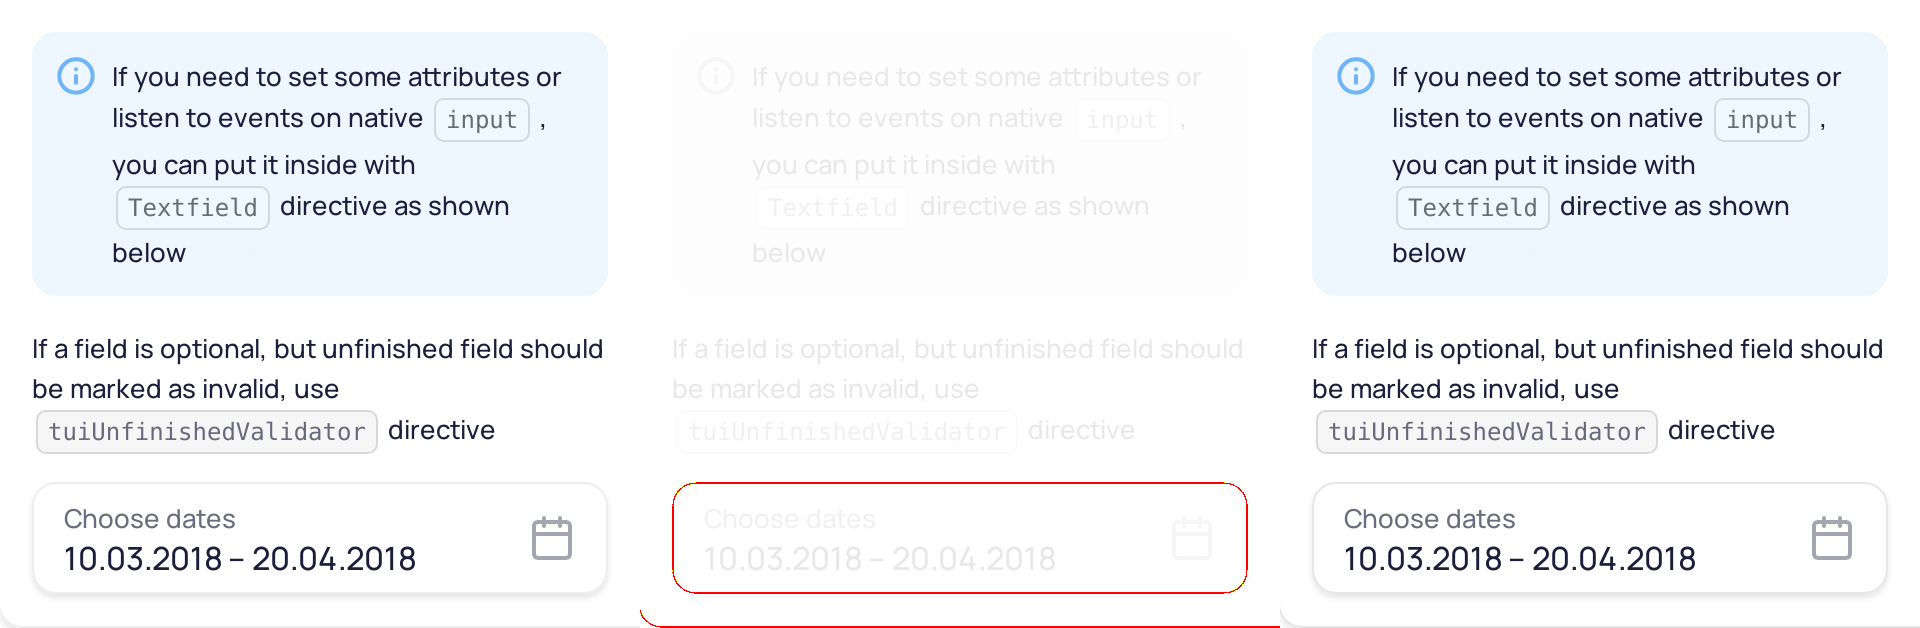 If you need to set some attributes or
listen to events on native input ,
you can put it inside with
Textfield directive as shown
below
If a field is optional, but unfinished field should
be marked as invalid, use
tuiUnfinishedValidator directive
Choose dates
10.03.2018 – 20.04.2018
If you need to set some attributes or
listen to events on native input ,
you can put it inside with
Textfield directive as shown
below
If a field is optional, but unfinished field should
be marked as invalid, use
tuiUnfinishedValidator directive
Choose dates
10.03.2018 – 20.04.2018
If you need to set some attributes or
listen to events on native input ,
you can put it inside with
Textfield directive as shown
below
If a field is optional, but unfinished field should
be marked as invalid, use
tuiUnfinishedValidator directive
Choose dates
10.03.2018 – 20.04.2018